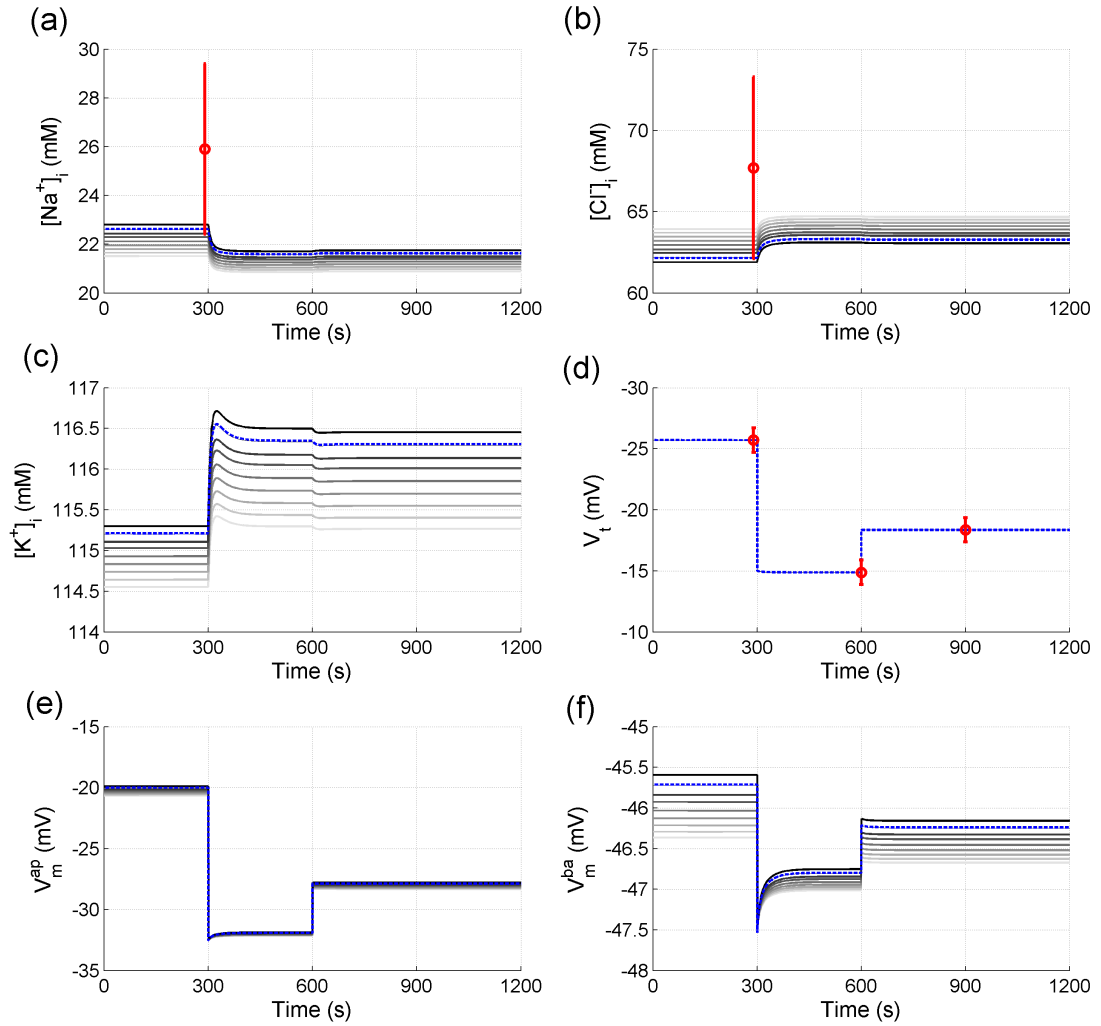 (a)
[Na⁺]ᵢ (mM)
30
28
26
24
22
20
0 300 600 900 1200
Time (s)
(b)
[Cl⁻]ᵢ (mM)
75
70
65
60
0 300 600 900 1200
Time (s)
(c)
[K⁺]ᵢ (mM)
117
116.5
116
115.5
115
114.5
114
0 300 600 900 1200
Time (s)
(d)
Vₜ (mV)
-30
-25
-20
-15
-10
0 300 600 900 1200
Time (s)
(e)
Vₘᵃᵖ (mV)
-15
-20
-25
-30
-35
0 300 600 900 1200
Time (s)
(f)
Vₘᵇᵃ (mV)
-45
-45.5
-46
-46.5
-47
-47.5
-48
0 300 600 900 1200
Time (s)